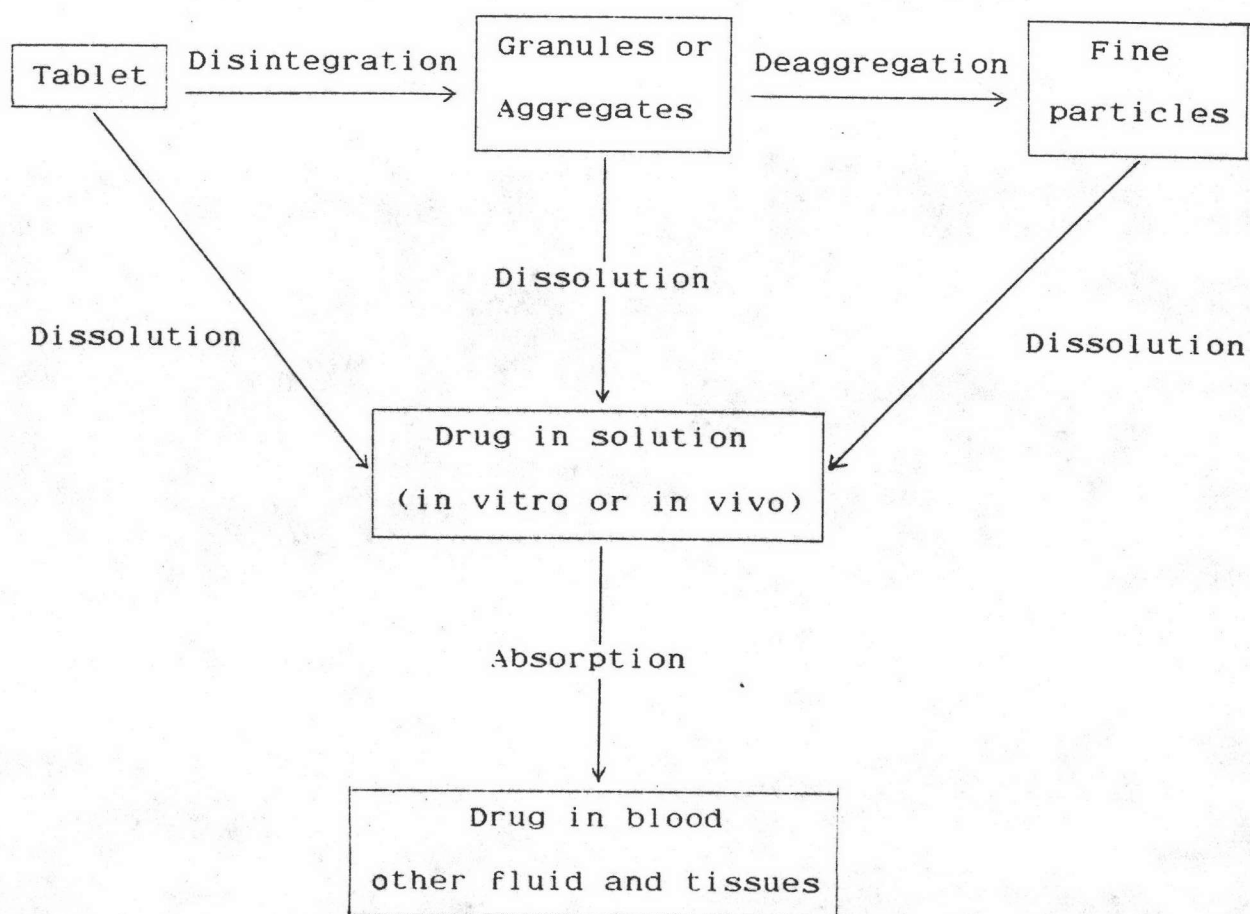 Tablet
Disintegration
Granules or
Aggregates
Deaggregation
Fine
particles
Dissolution
Dissolution
Dissolution
Drug in solution
(in vitro or in vivo)
Absorption
Drug in blood
other fluid and tissues